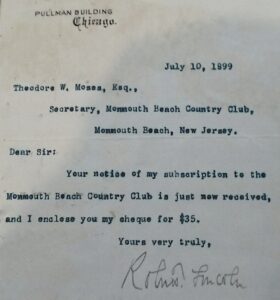 PULLMAN BUILDING
Chicago.
July 10, 1899
Theodore W. Moses, Esq.,
Secretary, Monmouth Beach Country Club,
Monmouth Beach, New Jersey.
Dear Sir:
Your notice of my subscription to the
Monmouth Beach Country Club is just now received,
and I enclose you my cheque for $35.
Yours very truly,
Robert Lincoln